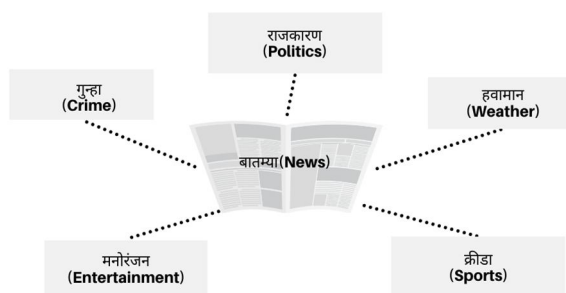 राजकारण
(Politics)
गुन्हा
(Crime)
हवामान
(Weather)
बातम्या(News)
मनोरंजन
(Entertainment)
क्रीडा
(Sports)